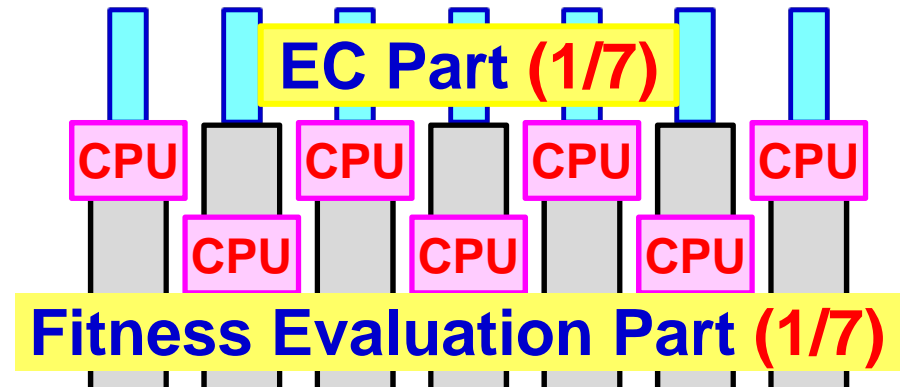 EC Part (1/7)
CPU CPU CPU CPU
CPU CPU CPU
Fitness Evaluation Part (1/7)